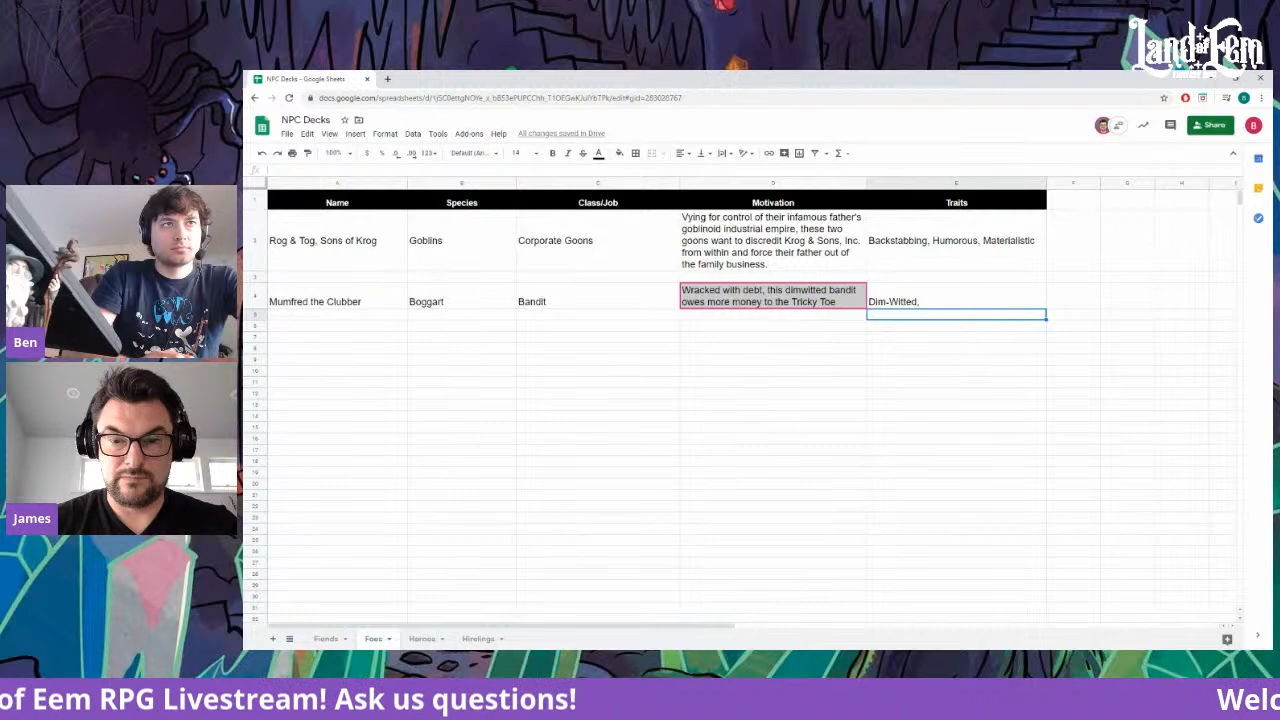 Land of Eem
NPC Decks - Google Sheets
NPC Decks
All changes saved in Drive
File Edit View Insert Format Data Tools Add-ons Help
Share
B
100%
Default (Ari...
14
A B C D E F G H I
Name Species Class/Job Motivation Traits
Rog & Tog, Sons of Krog
Goblins
Corporate Goons
Vying for control of their infamous father's
goblinoid industrial empire, these two
goons want to discredit Krog & Sons, Inc.
from within and force their father out of
the family business.
Backstabbing, Humorous, Materialistic
Mumfred the Clubber
Boggart
Bandit
Wracked with debt, this dimwitted bandit
owes more money to the Tricky Toe
Dim-Witted,
Ben
James
Foes
Heroes
Hirelings
of Eem RPG Livestream! Ask us questions!
Welc